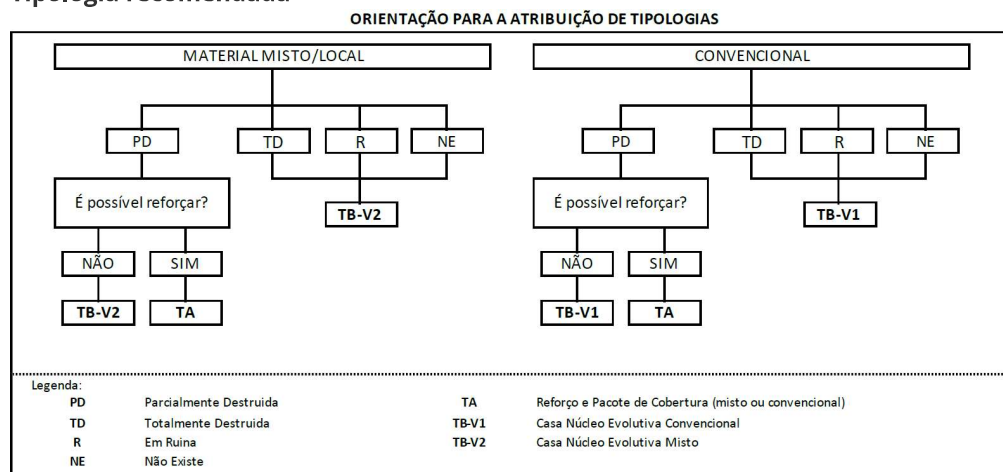 Tipologia recomendada
ORIENTAÇÃO PARA A ATRIBUIÇÃO DE TIPOLOGIAS
MATERIAL MISTO/LOCAL
CONVENCIONAL
PD TD R NE
PD TD R NE
É possível reforçar?
TB-V2
É possível reforçar?
TB-V1
NÃO SIM
NÃO SIM
TB-V2 TA
TB-V1 TA
Legenda:
PD Parcialmente Destruida
TD Totalmente Destruida
R Em Ruina
NE Não Existe
TA Reforço e Pacote de Cobertura (misto ou convencional)
TB-V1 Casa Núcleo Evolutiva Convencional
TB-V2 Casa Núcleo Evolutiva Misto